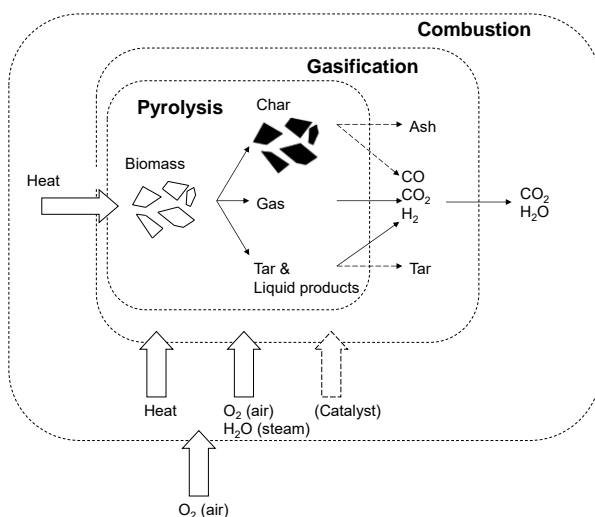 Combustion
Gasification
Pyrolysis
Char
Ash
Biomass
Heat
CO
CO₂
H₂
Gas
CO₂
H₂O
Tar &
Liquid products
Tar
Heat
O₂ (air)
H₂O (steam)
(Catalyst)
O₂ (air)